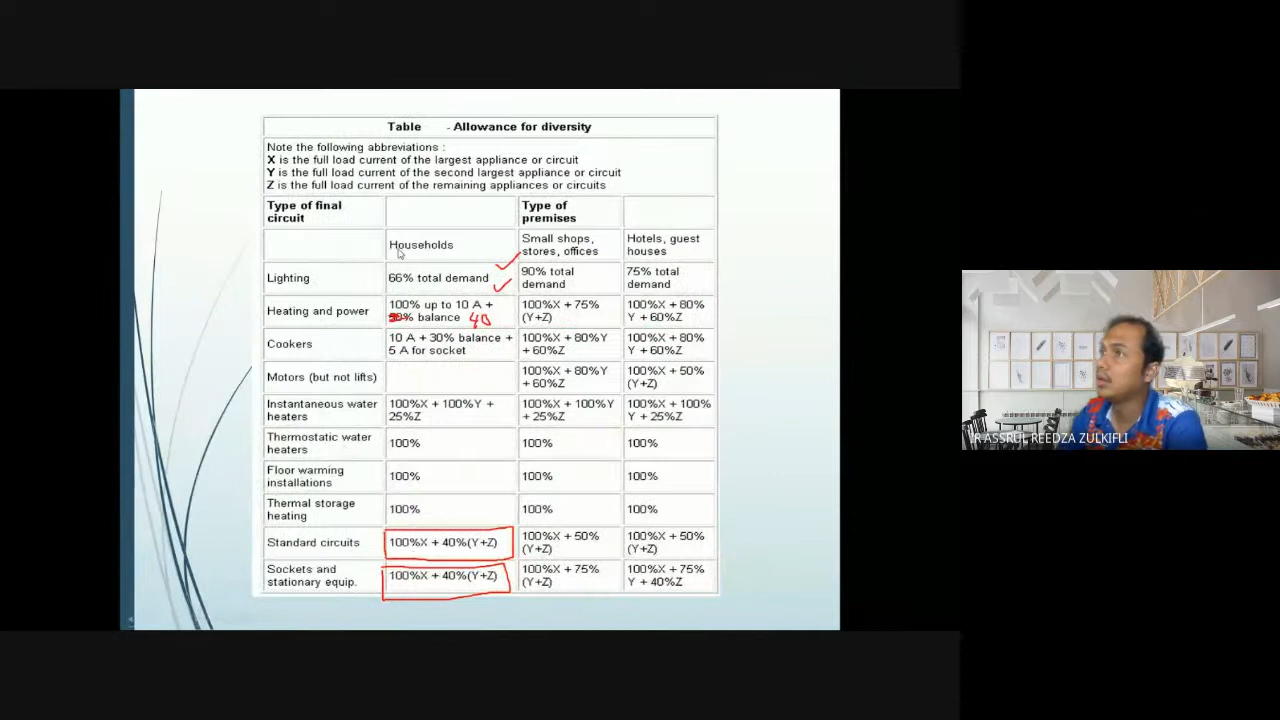 Table - Allowance for diversity
Note the following abbreviations :
X is the full load current of the largest appliance or circuit
Y is the full load current of the second largest appliance or circuit
Z is the full load current of the remaining appliances or circuits
Type of final
circuit
Type of
premises
Households
Small shops,
stores, offices
Hotels, guest
houses
Lighting
66% total demand
90% total
demand
75% total
demand
Heating and power
100% up to 10 A +
% balance 40
100%X + 75%
(Y+Z)
100%X + 80%
Y + 60%Z
Cookers
10 A + 30% balance +
5 A for socket
100%X + 80%Y
+ 60%Z
100%X + 80%
Y + 60%Z
Motors (but not lifts)
100%X + 80%Y
+ 60%Z
100%X + 50%
(Y+Z)
Instantaneous water
heaters
100%X + 100%Y +
25%Z
100%X + 100%Y
+ 25%Z
100%X + 100%
Y + 25%Z
Thermostatic water
heaters
100%
100%
100%
Floor warming
installations
100%
100%
100%
Thermal storage
heating
100%
100%
100%
Standard circuits
100%X + 40%(Y+Z)
100%X + 50%
(Y+Z)
100%X + 50%
(Y+Z)
Sockets and
stationary equip.
100%X + 40%(Y+Z)
100%X + 75%
(Y+Z)
100%X + 75%
Y + 40%Z
ASSRUL REEDZA ZULKIFLI